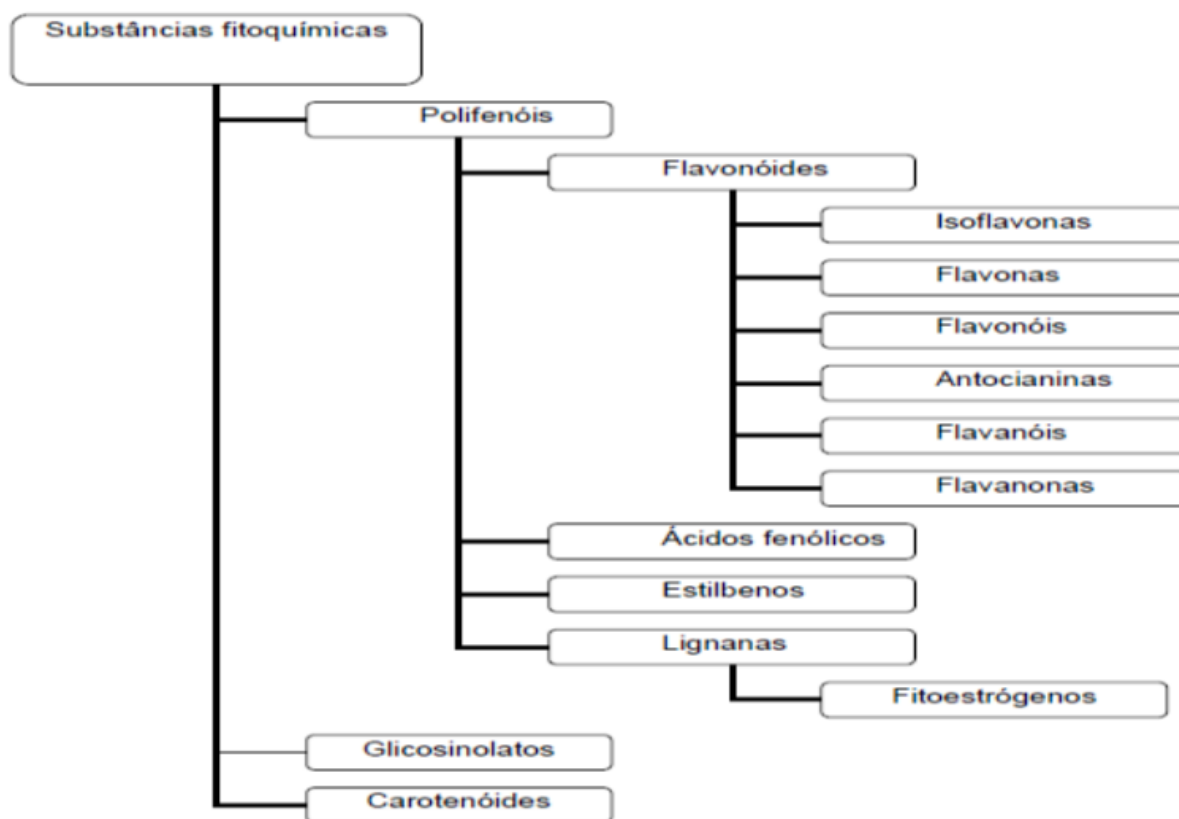 Substâncias fitoquímicas
Polifenóis
Flavonóides
Isoflavonas
Flavonas
Flavonóis
Antocianinas
Flavanóis
Flavanonas
Ácidos fenólicos
Estilbenos
Lignanas
Fitoestrógenos
Glicosinolatos
Carotenóides